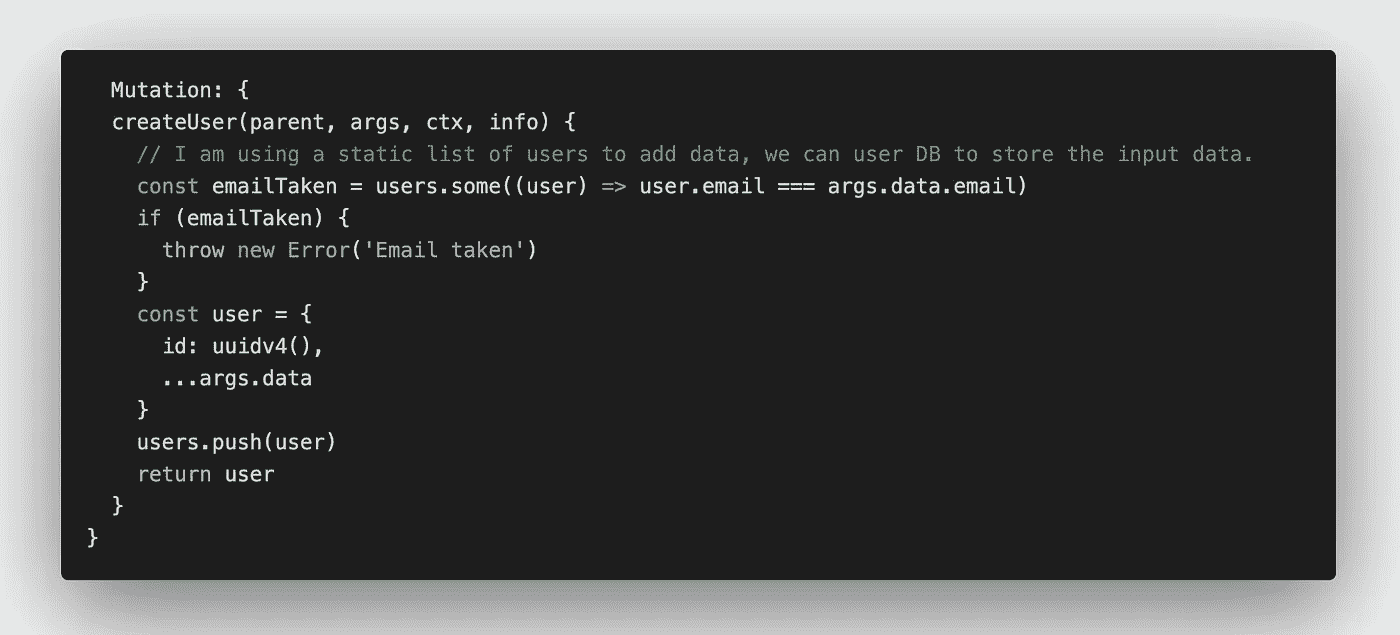 Mutation: {
createUser(parent, args, ctx, info) {
// I am using a static list of users to add data, we can user DB to store the input data.
const emailTaken = users.some((user) => user.email === args.data.email)
if (emailTaken) {
throw new Error('Email taken')
}
const user = {
id: uuidv4(),
...args.data
}
users.push(user)
return user
}
}